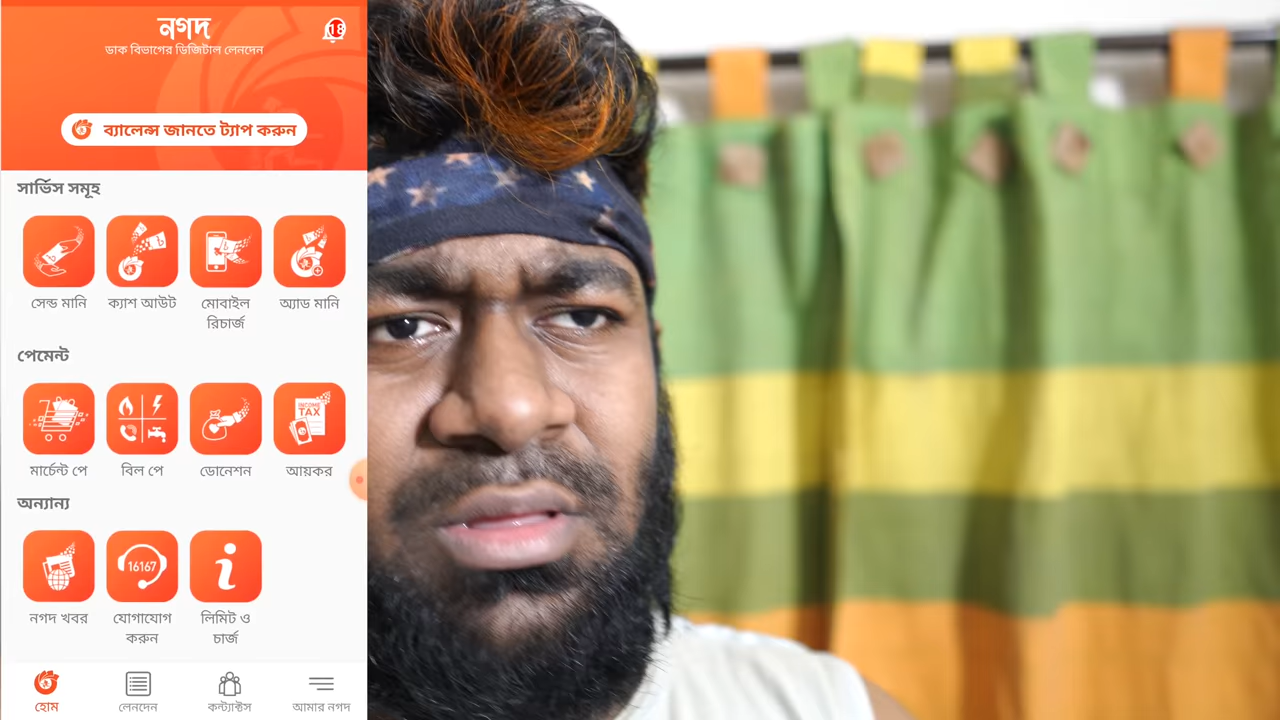 নগদ
18
ডাক বিভাগের ডিজিটাল লেনদেন
ব্যালেন্স জানতে ট্যাপ করুন
সার্ভিস সমূহ
সেন্ড মানি
ক্যাশ আউট
মোবাইল
রিচার্জ
অ্যাড মানি
পেমেন্ট
INCOME
TAX
মার্চেন্ট পে
বিল পে
ডোনেশন
আয়কর
অন্যান্য
16167
নগদ খবর
যোগাযোগ
করুন
লিমিট ও
চার্জ
হোম
লেনদেন
কন্ট্যাক্টস
আমার নগদ